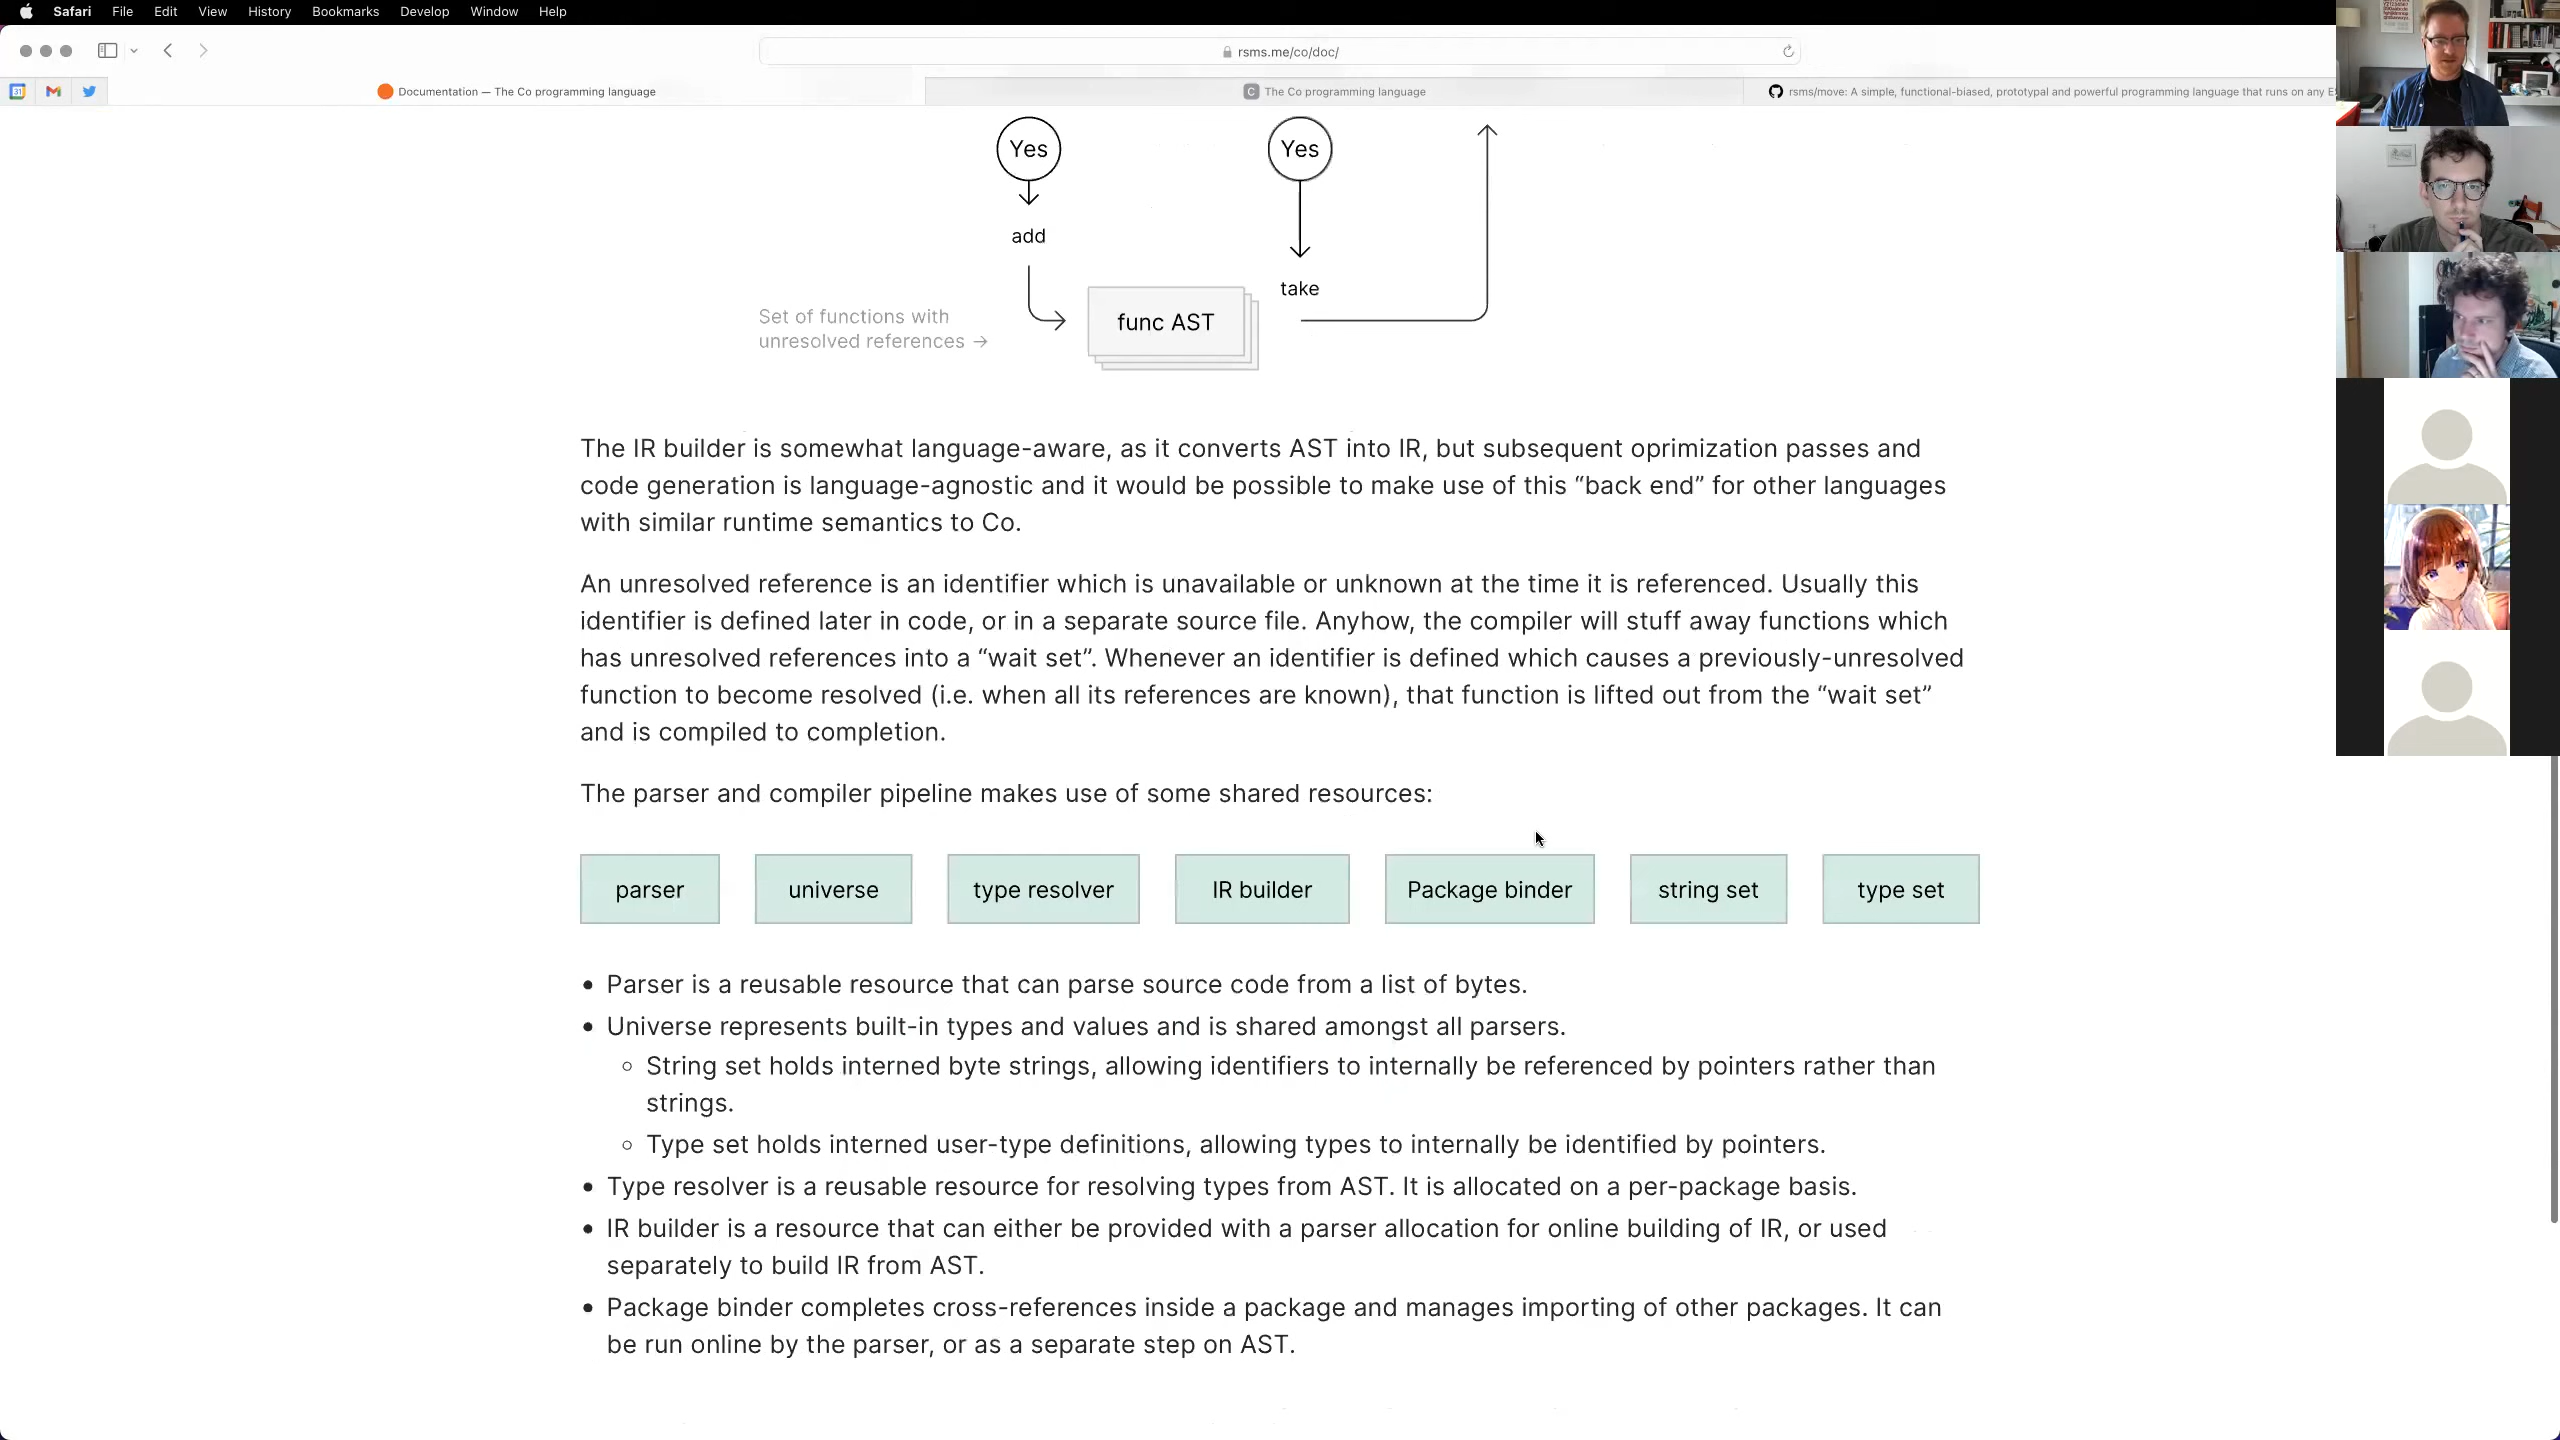 Safari File Edit View History Bookmarks Develop Window Help
rsms.me/co/doc/
31
Documentation — The Co programming language
C The Co programming language
rsms/move: A simple, functional-biased, prototypal and powerful programming language that runs on any E
Yes
Yes
add
take
Set of functions with
unresolved references →
func AST
The IR builder is somewhat language-aware, as it converts AST into IR, but subsequent oprimization passes and
code generation is language-agnostic and it would be possible to make use of this “back end” for other languages
with similar runtime semantics to Co.
An unresolved reference is an identifier which is unavailable or unknown at the time it is referenced. Usually this
identifier is defined later in code, or in a separate source file. Anyhow, the compiler will stuff away functions which
has unresolved references into a “wait set”. Whenever an identifier is defined which causes a previously-unresolved
function to become resolved (i.e. when all its references are known), that function is lifted out from the “wait set”
and is compiled to completion.
The parser and compiler pipeline makes use of some shared resources:
parser
universe
type resolver
IR builder
Package binder
string set
type set
• Parser is a reusable resource that can parse source code from a list of bytes.
• Universe represents built-in types and values and is shared amongst all parsers.
◦ String set holds interned byte strings, allowing identifiers to internally be referenced by pointers rather than
strings.
◦ Type set holds interned user-type definitions, allowing types to internally be identified by pointers.
• Type resolver is a reusable resource for resolving types from AST. It is allocated on a per-package basis.
• IR builder is a resource that can either be provided with a parser allocation for online building of IR, or used
separately to build IR from AST.
• Package binder completes cross-references inside a package and manages importing of other packages. It can
be run online by the parser, or as a separate step on AST.